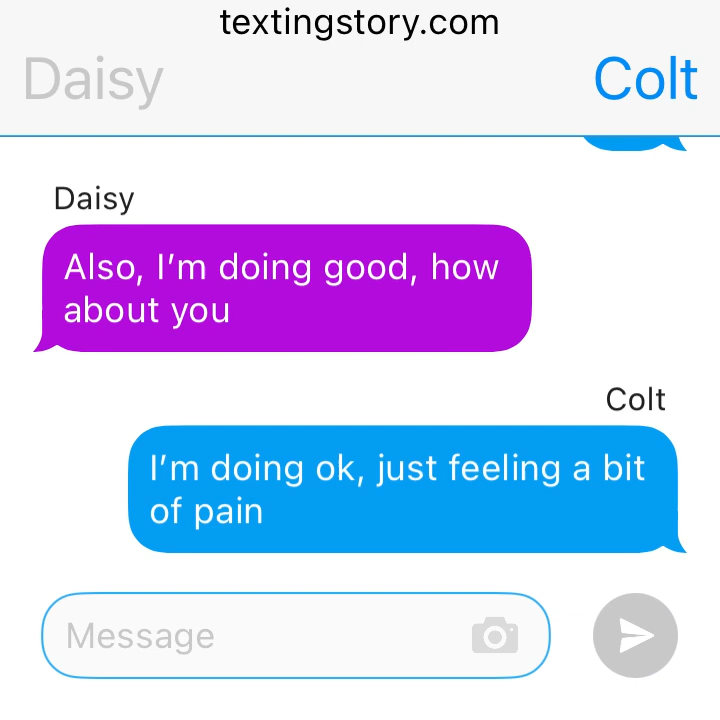 textingstory.com
Daisy
Colt
Daisy
Also, I’m doing good, how
about you
Colt
I’m doing ok, just feeling a bit
of pain
Message